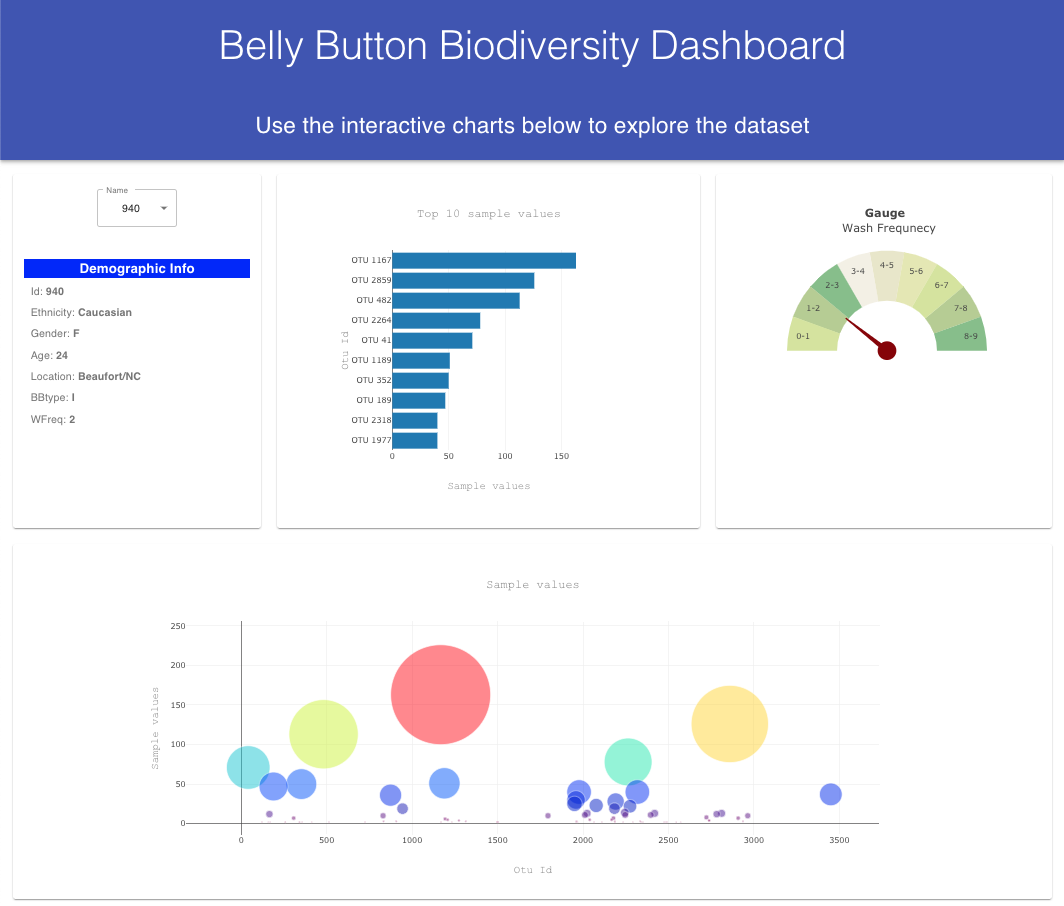 Belly Button Biodiversity Dashboard
Use the interactive charts below to explore the dataset
Name
940
Demographic Info
Id: 940
Ethnicity: Caucasian
Gender: F
Age: 24
Location: Beaufort/NC
BBtype: I
WFreq: 2
Top 10 sample values
OTU 1167
OTU 2859
OTU 482
OTU 2264
OTU 41
OTU 1189
OTU 352
OTU 189
OTU 2318
OTU 1977
Otu Id
0 50 100 150
Sample values
Gauge
Wash Frequnecy
0-1
1-2
2-3
3-4
4-5
5-6
6-7
7-8
8-9
Sample values
250
200
150
100
50
0
Sample values
0 500 1000 1500 2000 2500 3000 3500
Otu Id